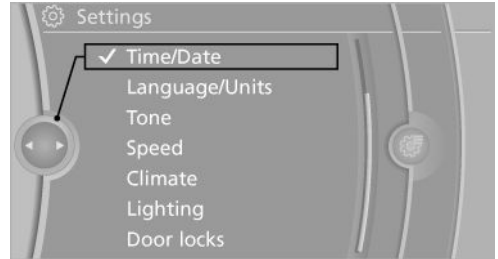 Settings
Time/Date
Language/Units
Tone
Speed
Climate
Lighting
Door locks